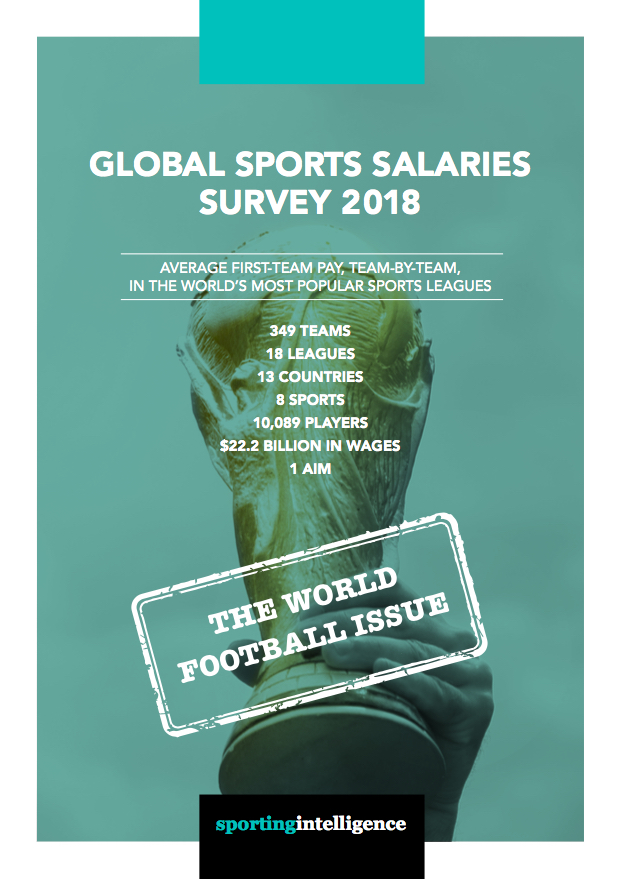 GLOBAL SPORTS SALARIES
SURVEY 2018
AVERAGE FIRST-TEAM PAY, TEAM-BY-TEAM,
IN THE WORLD'S MOST POPULAR SPORTS LEAGUES
349 TEAMS
18 LEAGUES
13 COUNTRIES
8 SPORTS
10,089 PLAYERS
$22.2 BILLION IN WAGES
1 AIM
THE WORLD
FOOTBALL ISSUE
sportingintelligence